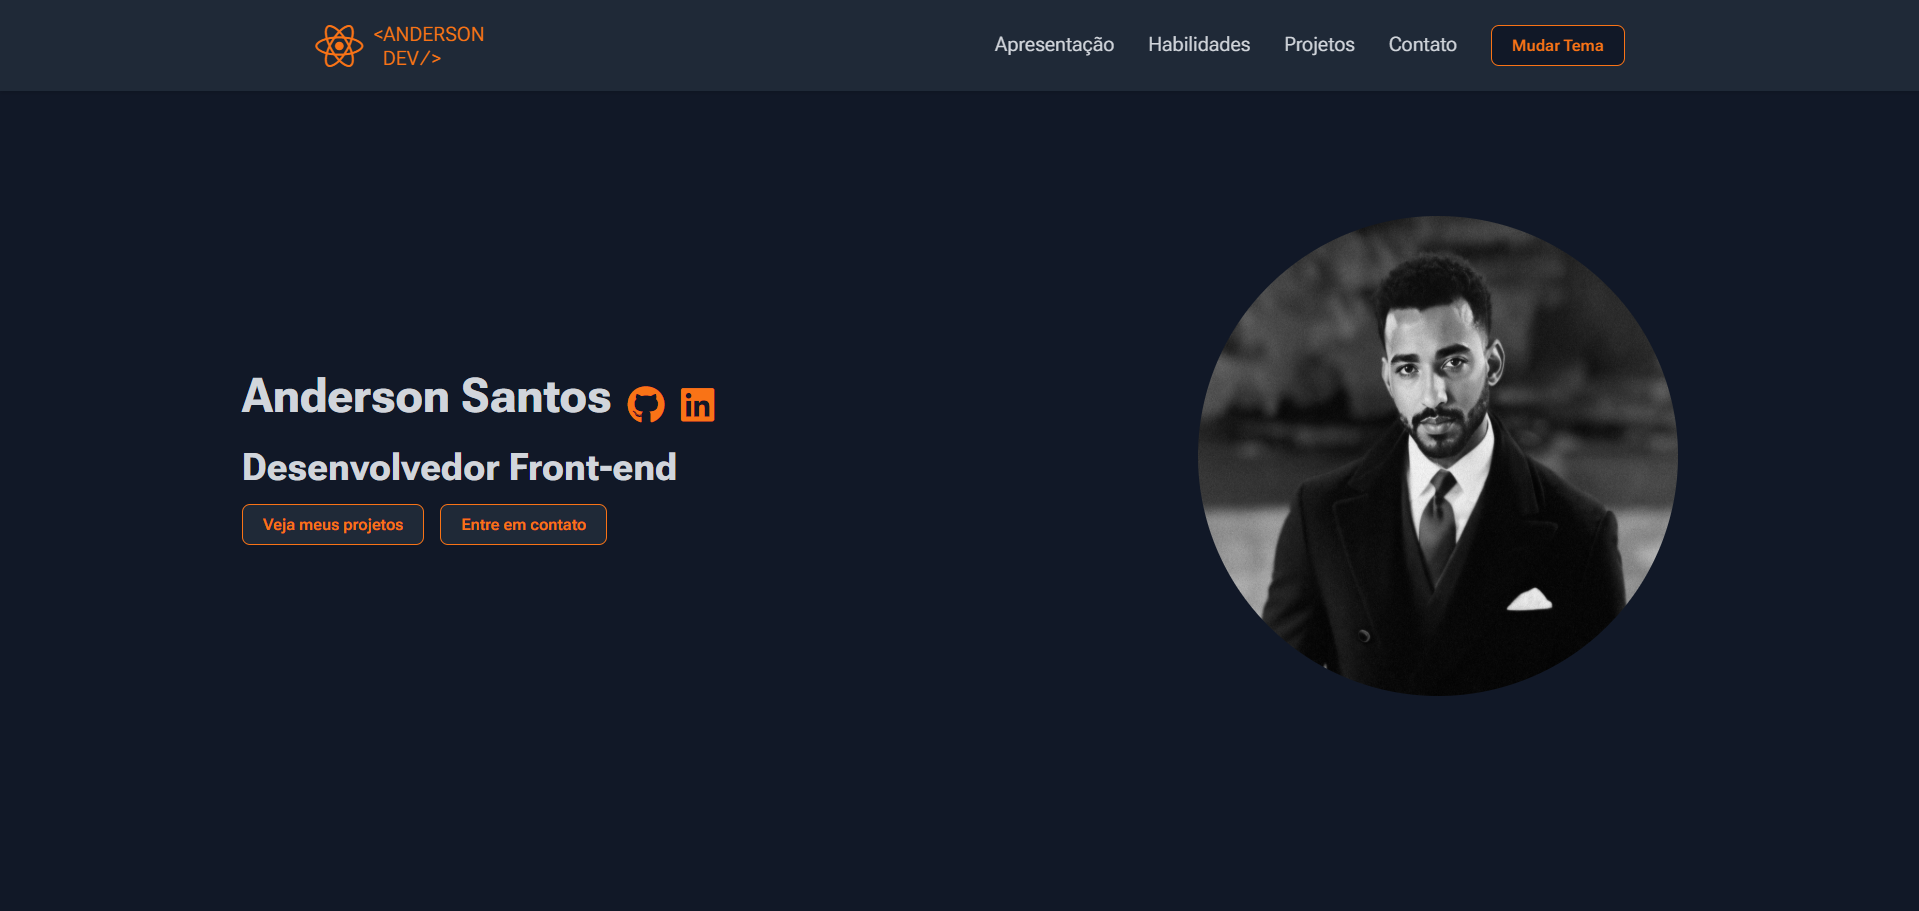 <ANDERSON
DEV/>
Apresentação Habilidades Projetos Contato Mudar Tema
Anderson Santos in
Desenvolvedor Front-end
Veja meus projetos Entre em contato